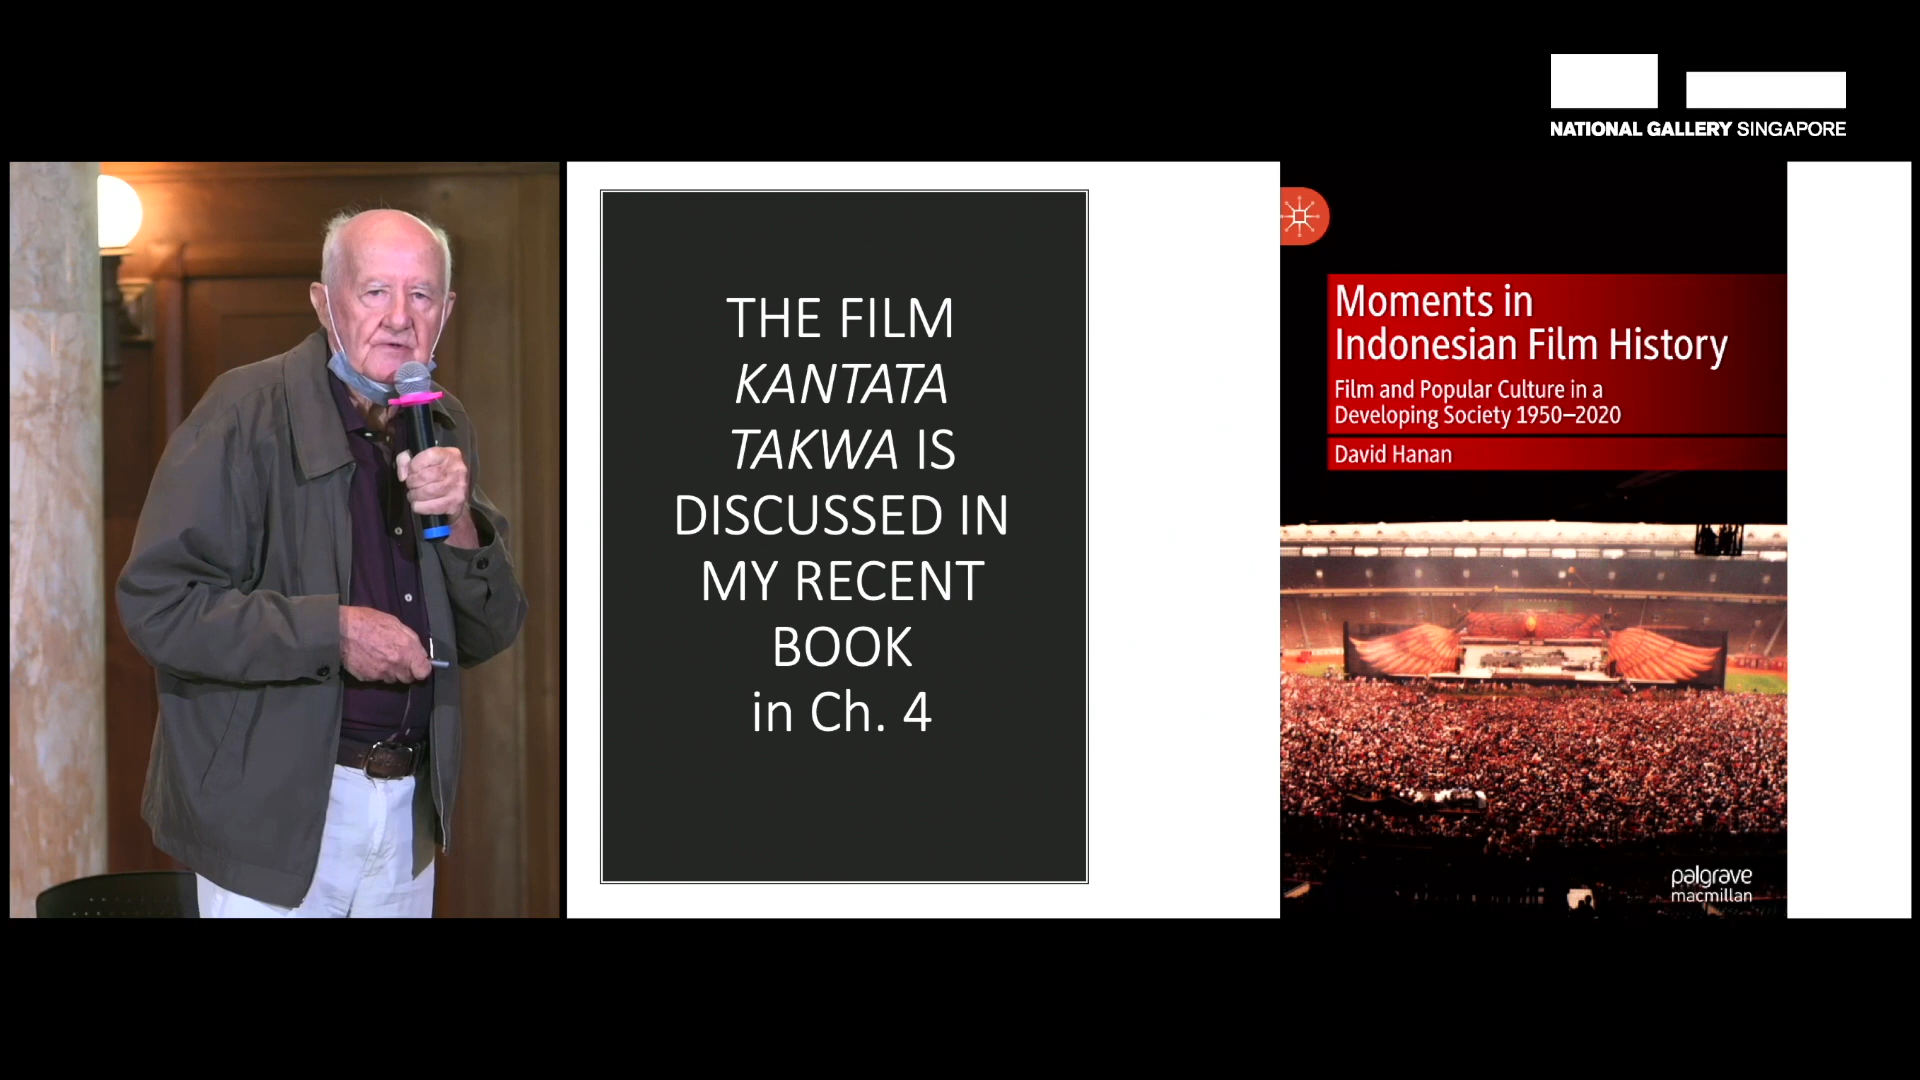 NATIONAL GALLERY SINGAPORE
THE FILM
KANTATA
TAKWA IS
DISCUSSED IN
MY RECENT
BOOK
in Ch. 4
Moments in
Indonesian Film History
Film and Popular Culture in a
Developing Society 1950–2020
David Hanan
palgrave
macmillan